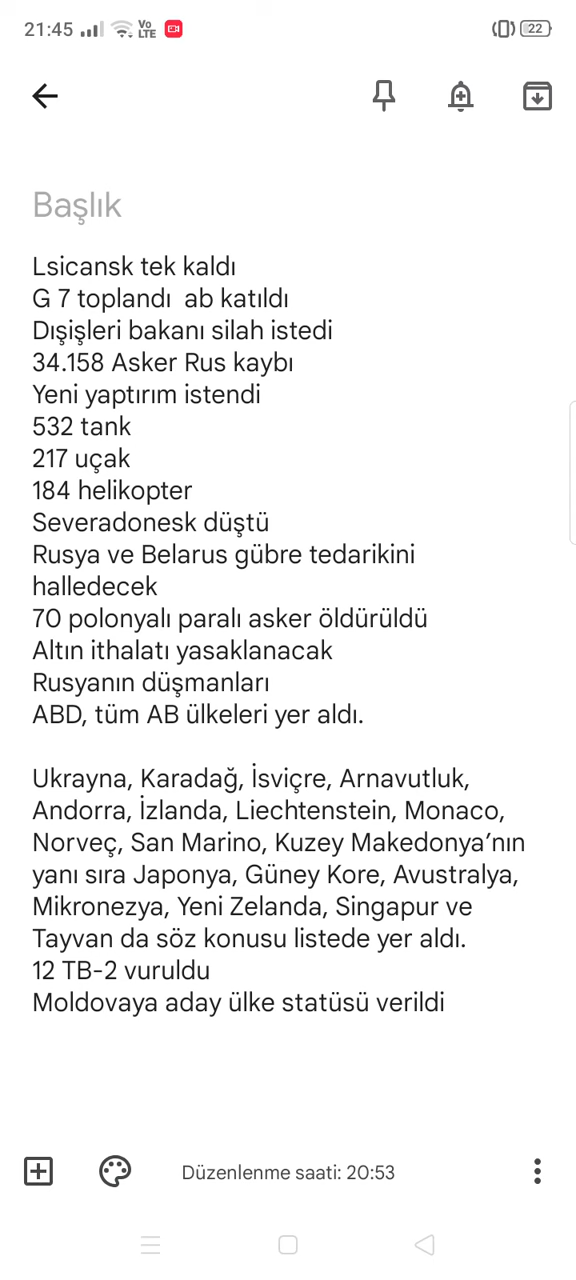 21:45 Vo LTE 22
Başlık
Lsicansk tek kaldı
G 7 toplandı  ab katıldı
Dışişleri bakanı silah istedi
34.158 Asker Rus kaybı
Yeni yaptırım istendi
532 tank
217 uçak
184 helikopter
Severadonesk düştü
Rusya ve Belarus gübre tedarikini
halledecek
70 polonyalı paralı asker öldürüldü
Altın ithalatı yasaklanacak
Rusyanın düşmanları
ABD, tüm AB ülkeleri yer aldı.
Ukrayna, Karadağ, İsviçre, Arnavutluk,
Andorra, İzlanda, Liechtenstein, Monaco,
Norveç, San Marino, Kuzey Makedonya’nın
yanı sıra Japonya, Güney Kore, Avustralya,
Mikronezya, Yeni Zelanda, Singapur ve
Tayvan da söz konusu listede yer aldı.
12 TB-2 vuruldu
Moldovaya aday ülke statüsü verildi
Düzenlenme saati: 20:53